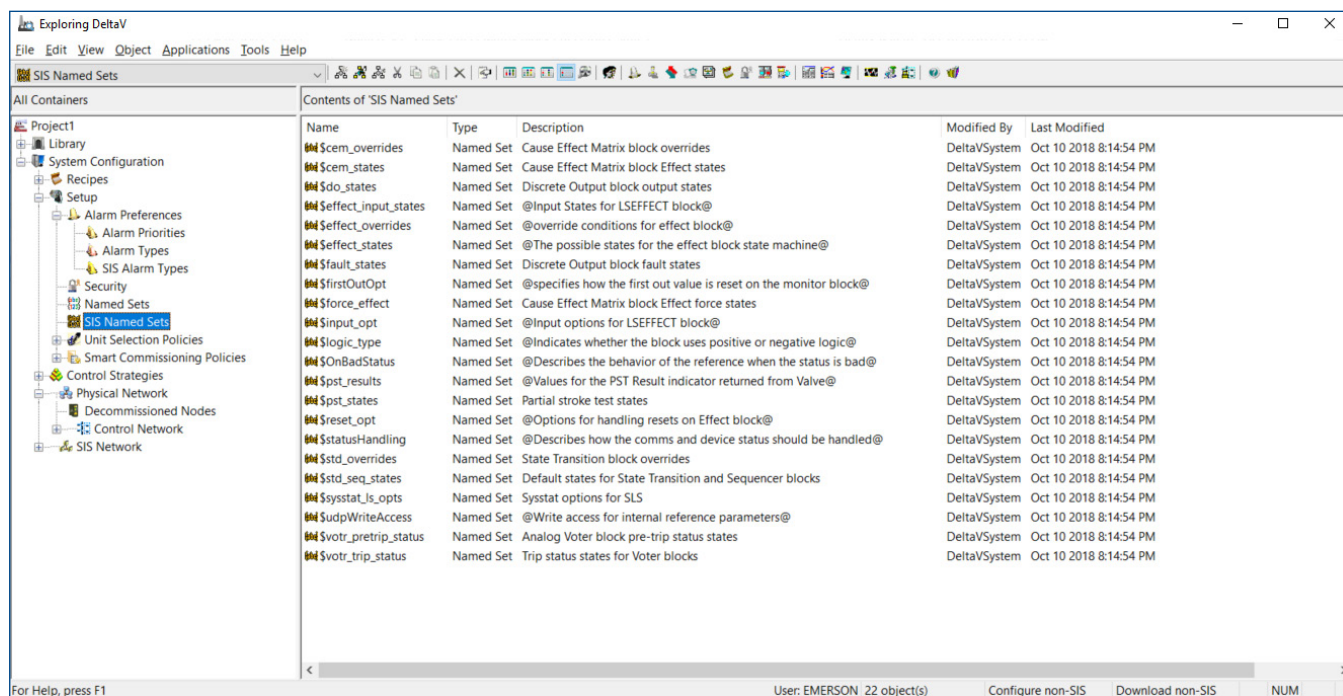 Exploring DeltaV
File Edit View Object Applications Tools Help
SIS Named Sets
All Containers
Contents of 'SIS Named Sets'
Project1
Library
System Configuration
Recipes
Setup
Alarm Preferences
Alarm Priorities
Alarm Types
SIS Alarm Types
Security
Named Sets
SIS Named Sets
Unit Selection Policies
Smart Commissioning Policies
Control Strategies
Physical Network
Decommissioned Nodes
Control Network
SIS Network
Name Type Description Modified By Last Modified
$cem_overrides Named Set Cause Effect Matrix block overrides DeltaVSystem Oct 10 2018 8:14:54 PM
$cem_states Named Set Cause Effect Matrix block Effect states DeltaVSystem Oct 10 2018 8:14:54 PM
$do_states Named Set Discrete Output block output states DeltaVSystem Oct 10 2018 8:14:54 PM
$effect_input_states Named Set @Input States for LSEFFECT block@ DeltaVSystem Oct 10 2018 8:14:54 PM
$effect_overrides Named Set @override conditions for effect block@ DeltaVSystem Oct 10 2018 8:14:54 PM
$effect_states Named Set @The possible states for the effect block state machine@ DeltaVSystem Oct 10 2018 8:14:54 PM
$fault_states Named Set Discrete Output block fault states DeltaVSystem Oct 10 2018 8:14:54 PM
$firstOutOpt Named Set @specifies how the first out value is reset on the monitor block@ DeltaVSystem Oct 10 2018 8:14:54 PM
$force_effect Named Set Cause Effect Matrix block Effect force states DeltaVSystem Oct 10 2018 8:14:54 PM
$input_opt Named Set @Input options for LSEFFECT block@ DeltaVSystem Oct 10 2018 8:14:54 PM
$logic_type Named Set @Indicates whether the block uses positive or negative logic@ DeltaVSystem Oct 10 2018 8:14:54 PM
$OnBadStatus Named Set @Describes the behavior of the reference when the status is bad@ DeltaVSystem Oct 10 2018 8:14:54 PM
$pst_results Named Set @Values for the PST Result indicator returned from Valve@ DeltaVSystem Oct 10 2018 8:14:54 PM
$pst_states Named Set Partial stroke test states DeltaVSystem Oct 10 2018 8:14:54 PM
$reset_opt Named Set @Options for handling resets on Effect block@ DeltaVSystem Oct 10 2018 8:14:54 PM
$statusHandling Named Set @Describes how the comms and device status should be handled@ DeltaVSystem Oct 10 2018 8:14:54 PM
$std_overrides Named Set State Transition block overrides DeltaVSystem Oct 10 2018 8:14:54 PM
$std_seq_states Named Set Default states for State Transition and Sequencer blocks DeltaVSystem Oct 10 2018 8:14:54 PM
$sysstat_ls_opts Named Set Sysstat options for SLS DeltaVSystem Oct 10 2018 8:14:54 PM
$udpWriteAccess Named Set @Write access for internal reference parameters@ DeltaVSystem Oct 10 2018 8:14:54 PM
$votr_pretrip_status Named Set Analog Voter block pre-trip status states DeltaVSystem Oct 10 2018 8:14:54 PM
$votr_trip_status Named Set Trip status states for Voter blocks DeltaVSystem Oct 10 2018 8:14:54 PM
For Help, press F1 User: EMERSON 22 object(s) Configure non-SIS Download non-SIS NUM